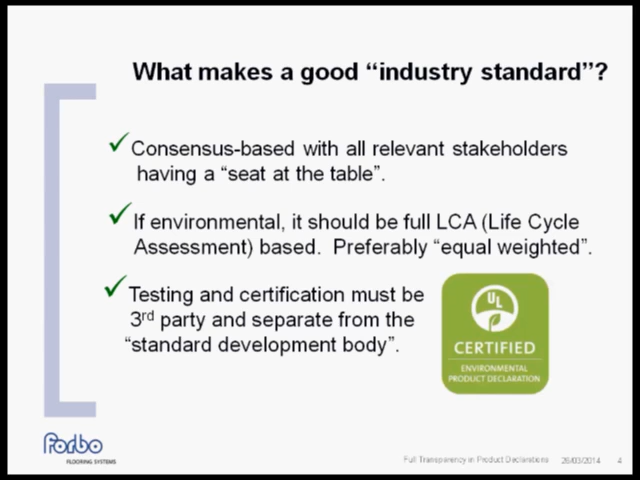 What makes a good “industry standard”?
Consensus-based with all relevant stakeholders
having a “seat at the table”.
If environmental, it should be full LCA (Life Cycle
Assessment) based. Preferably “equal weighted”.
Testing and certification must be
3rd party and separate from the
“standard development body”.
UL
CERTIFIED
ENVIRONMENTAL
PRODUCT DECLARATION
Forbo
FLOORING SYSTEMS
Full Transparency in Product Declarations 26/03/2014 4